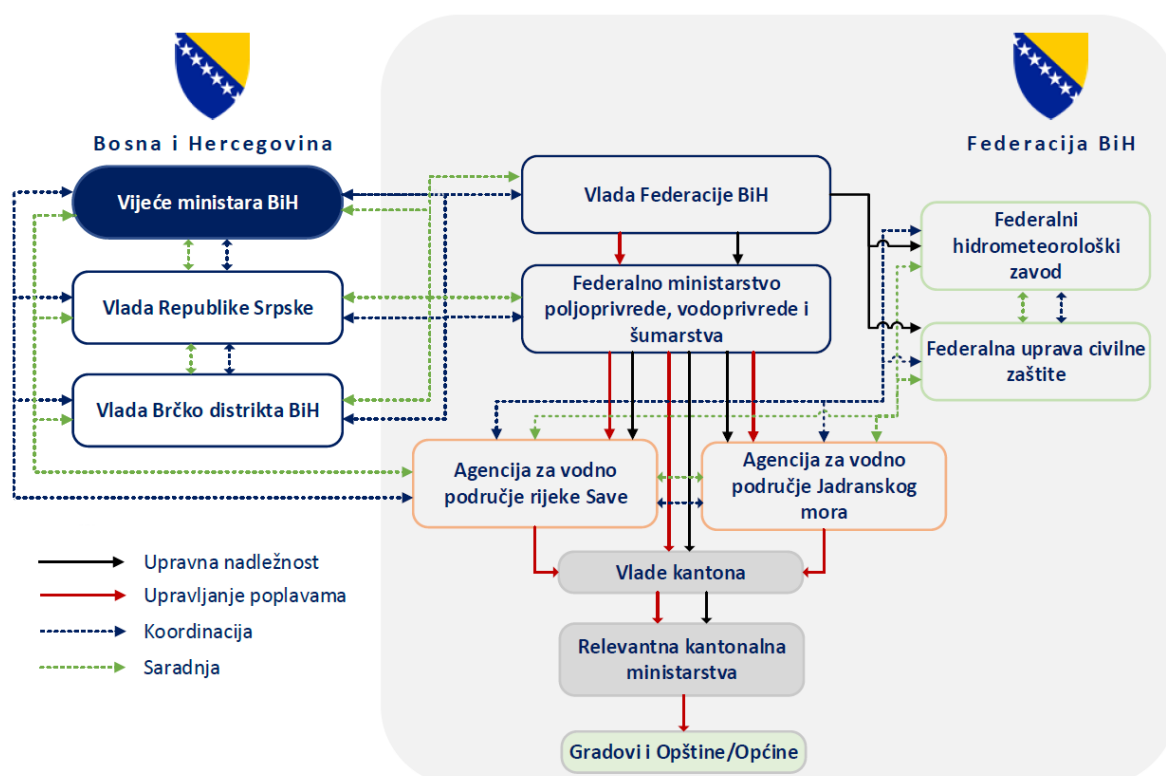 Bosna i Hercegovina
Federacija BiH
Vijeće ministara BiH
Vlada Federacije BiH
Federalni
hidrometeorološki
zavod
Vlada Republike Srpske
Federalno ministarstvo
poljoprivrede, vodoprivrede i
šumarstva
Federalna uprava civilne
zaštite
Vlada Brčko distrikta BiH
Agencija za vodno
područje rijeke Save
Agencija za vodno
područje Jadranskog
mora
Upravna nadležnost
Upravljanje poplavama
Koordinacija
Saradnja
Vlade kantona
Relevantna kantonalna
ministarstva
Gradovi i Opštine/Općine